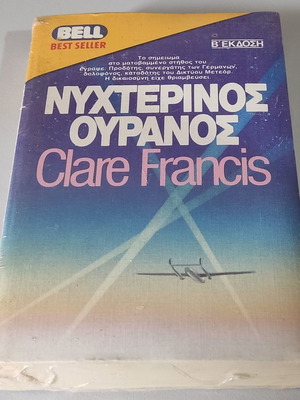 BELL
BEST SELLER
Β΄ ΕΚΔΟΣΗ
Το σημείωμα
στο ματοβαμμένο στήθος του
έγραφε: Προδότης, συνεργάτης των Γερμανών,
δολοφόνος, καταδότης του Δικτύου Μετεόρ.
Η δικαιοσύνη είχε θριαμβεύσει.
ΝΥΧΤΕΡΙΝΟΣ
ΟΥΡΑΝΟΣ
Clare Francis